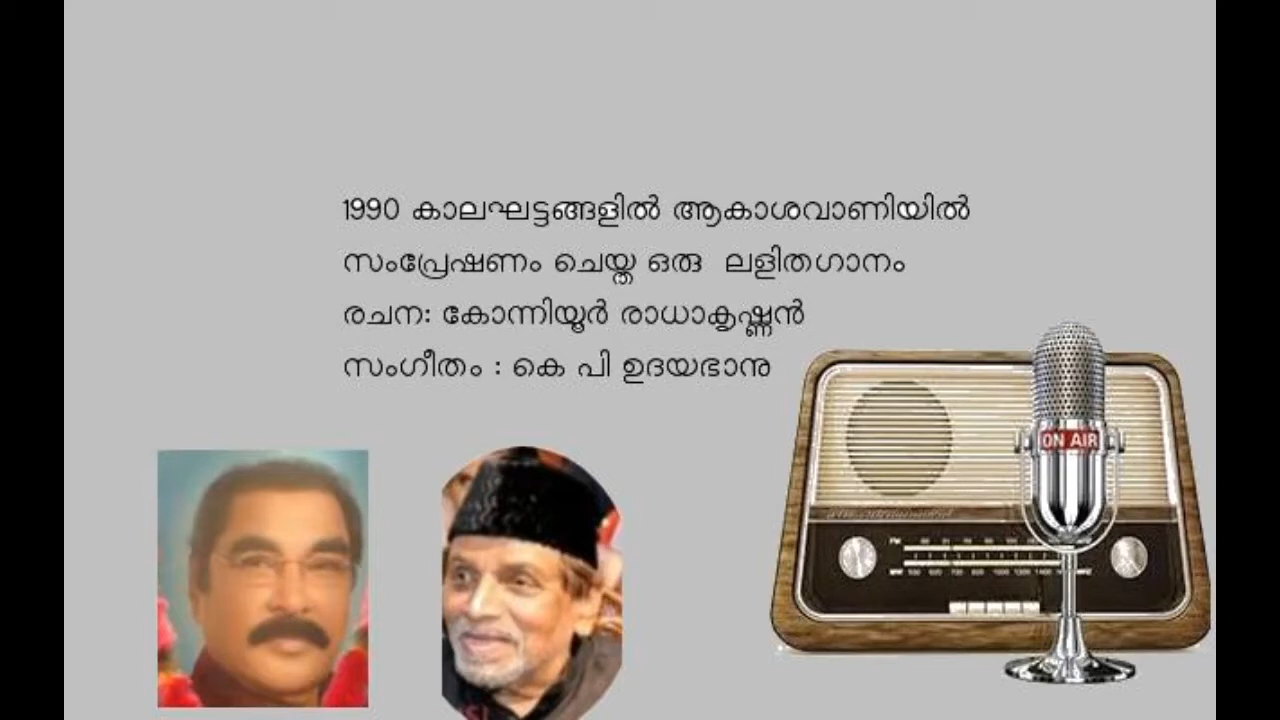 1990 കാലഘട്ടങ്ങളിൽ ആകാശവാണിയിൽ
സംപ്രേഷണം ചെയ്ത ഒരു ലളിതഗാനം
രചന: കോന്നിയൂർ രാധാകൃഷ്ണൻ
സംഗീതം : കെ പി ഉദയഭാനു
ON AIR